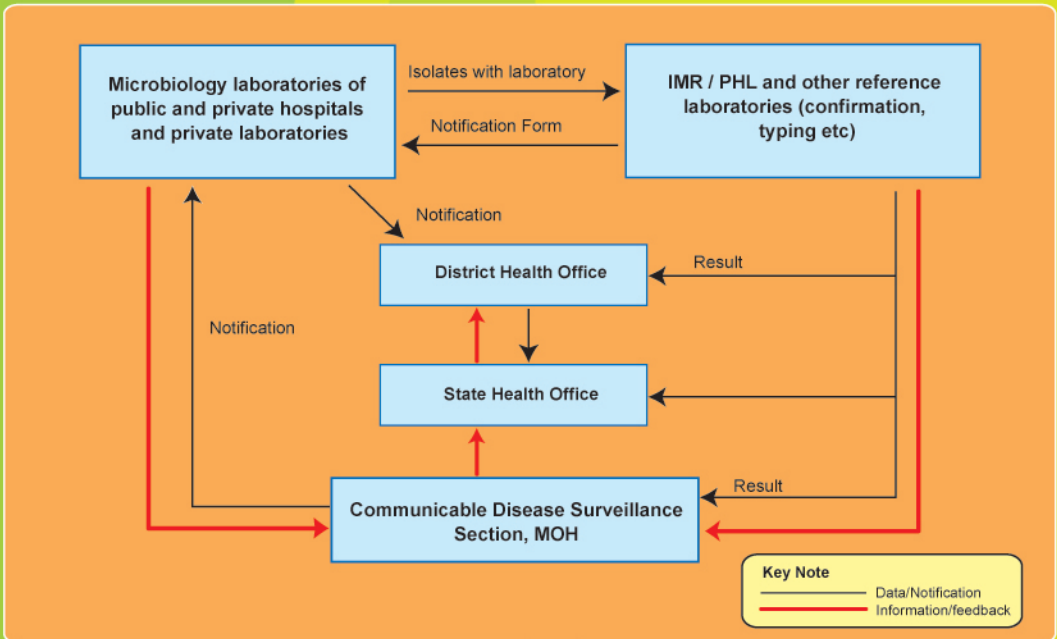 Microbiology laboratories of
public and private hospitals
and private laboratories
Isolates with laboratory
Notification Form
IMR / PHL and other reference
laboratories (confirmation,
typing etc)
Notification
District Health Office
Result
Notification
State Health Office
Communicable Disease Surveillance
Section, MOH
Result
Key Note
Data/Notification
Information/feedback